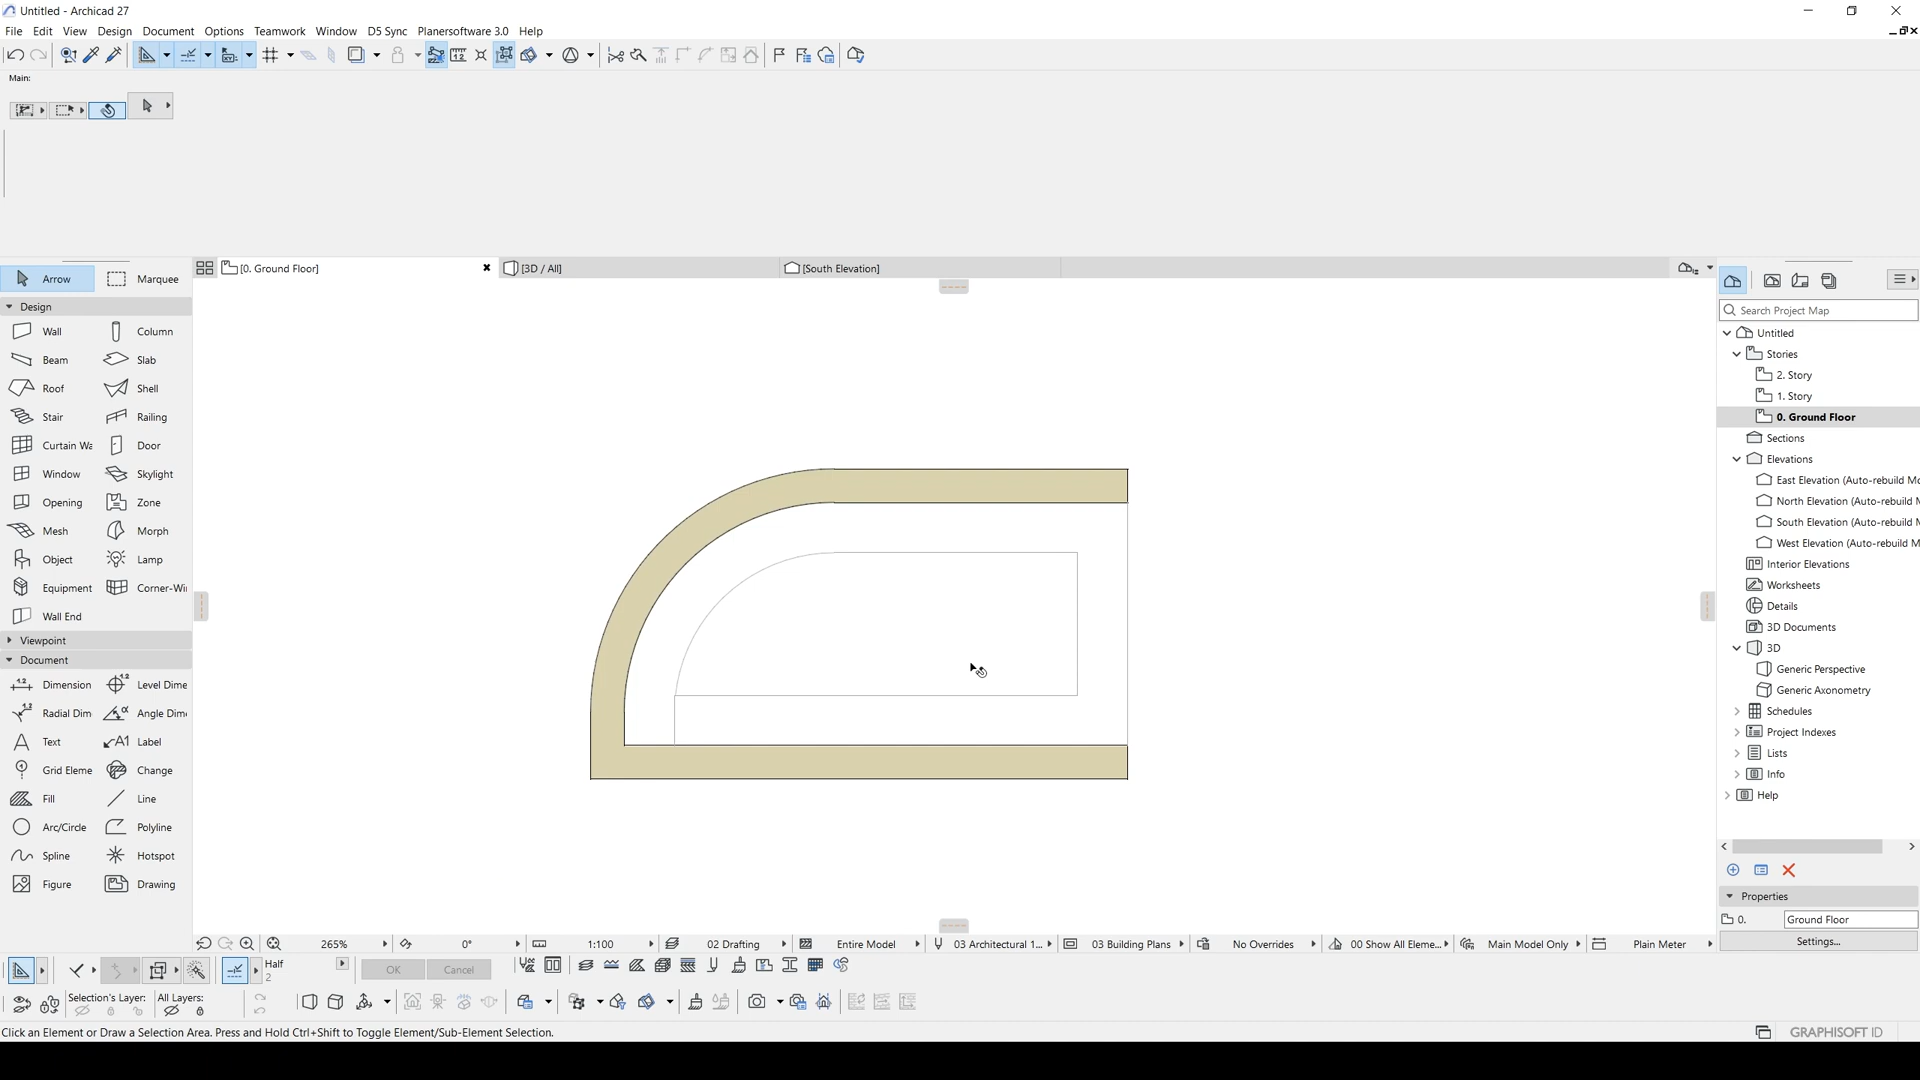 Untitled - Archicad 27
File Edit View Design Document Options Teamwork Window D5 Sync Planersoftware 3.0 Help
Main:
Arrow Marquee
[0. Ground Floor] [3D / All] [South Elevation]
Design
Wall Column
Beam Slab
Roof Shell
Stair Railing
Curtain Wa Door
Window Skylight
Opening Zone
Mesh Morph
Object Lamp
Equipment Corner-Wi
Wall End
Viewpoint
Document
Dimension Level Dime
Radial Dim Angle Dim
Text Label
Grid Eleme Change
Fill Line
Arc/Circle Polyline
Spline Hotspot
Figure Drawing
Search Project Map
Untitled
Stories
2. Story
1. Story
0. Ground Floor
Sections
Elevations
East Elevation (Auto-rebuild Mo
North Elevation (Auto-rebuild M
South Elevation (Auto-rebuild M
West Elevation (Auto-rebuild M
Interior Elevations
Worksheets
Details
3D Documents
3D
Generic Perspective
Generic Axonometry
Schedules
Project Indexes
Lists
Info
Help
Properties
0. Ground Floor
Settings...
265% 0° 1:100 02 Drafting Entire Model 03 Architectural 1... 03 Building Plans No Overrides 00 Show All Eleme... Main Model Only Plain Meter
Half
2
OK Cancel
Selection's Layer: All Layers:
Click an Element or Draw a Selection Area. Press and Hold Ctrl+Shift to Toggle Element/Sub-Element Selection.
GRAPHISOFT ID